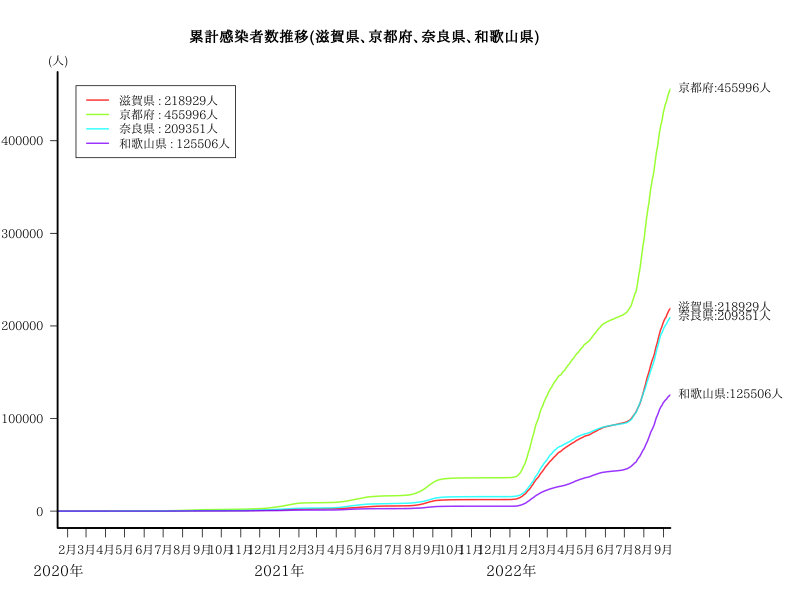 累計感染者数推移(滋賀県、京都府、奈良県、和歌山県)
(人)
滋賀県 : 218929人
京都府 : 455996人
奈良県 : 209351人
和歌山県 : 125506人
京都府:455996人
滋賀県:218929人
奈良県:209351人
和歌山県:125506人
400000
300000
200000
100000
0
2月3月4月5月6月7月8月9月10月11月12月1月2月3月4月5月6月7月8月9月10月11月12月1月2月3月4月5月6月7月8月9月
2020年 2021年 2022年